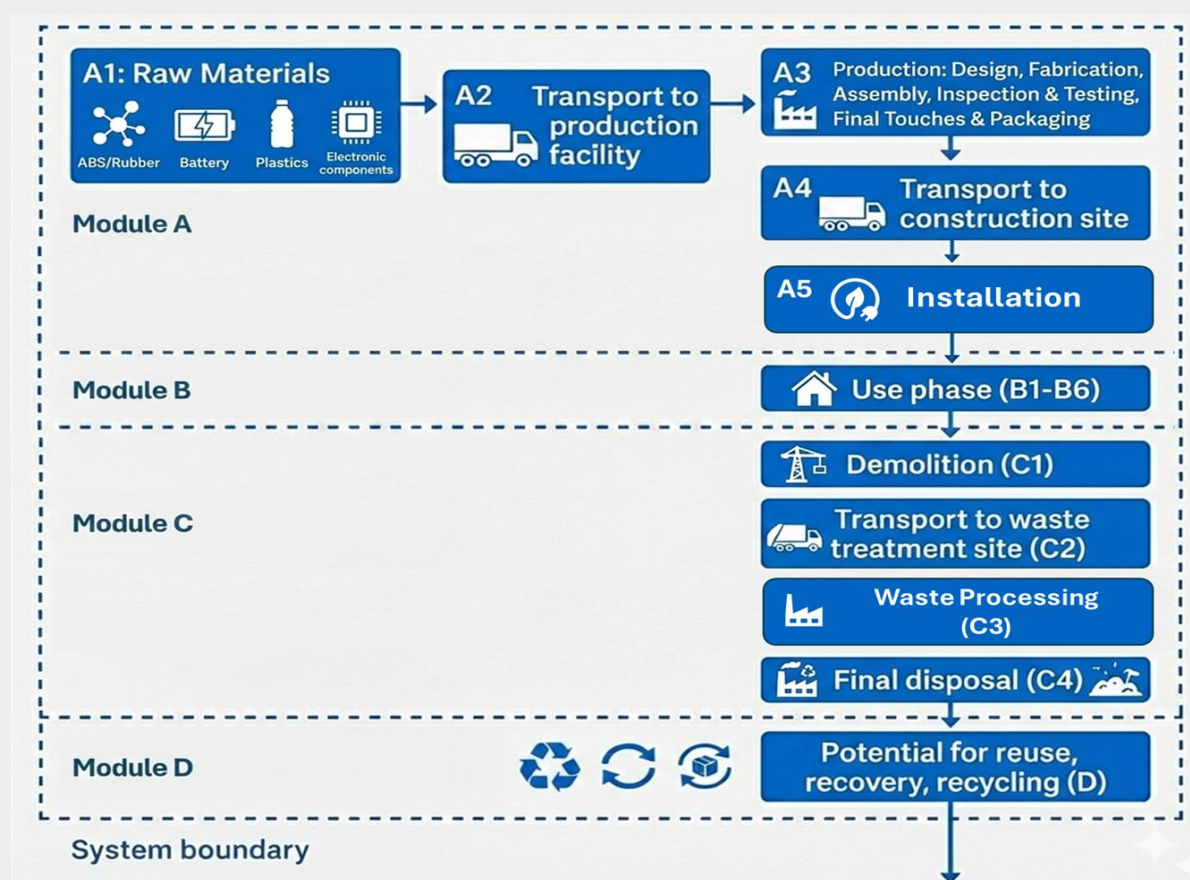 A1: Raw Materials
ABS/Rubber
Battery
Plastics
Electronic
components
A2
Transport to
production
facility
A3
Production: Design, Fabrication,
Assembly, Inspection & Testing,
Final Touches & Packaging
Module A
A4
Transport to
construction site
A5
Installation
Module B
Use phase (B1-B6)
Module C
Demolition (C1)
Transport to waste
treatment site (C2)
Waste Processing
(C3)
Final disposal (C4)
Module D
Potential for reuse,
recovery, recycling (D)
System boundary